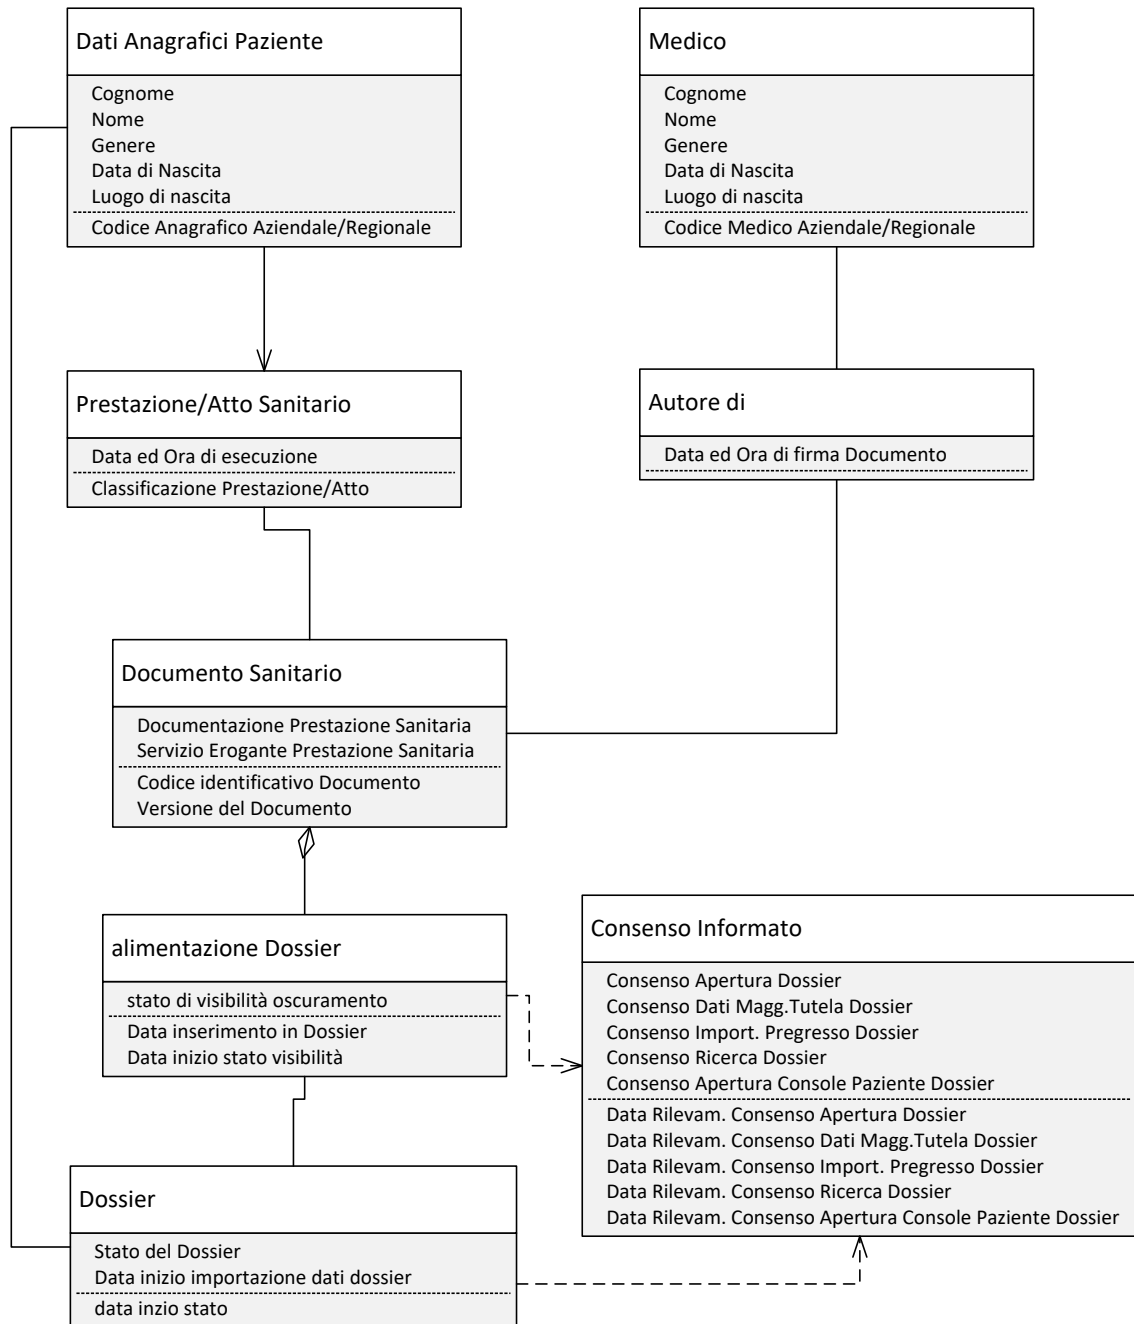 Dati Anagrafici Paziente
Cognome
Nome
Genere
Data di Nascita
Luogo di nascita
Codice Anagrafico Aziendale/Regionale
Medico
Cognome
Nome
Genere
Data di Nascita
Luogo di nascita
Codice Medico Aziendale/Regionale
Prestazione/Atto Sanitario
Data ed Ora di esecuzione
Classificazione Prestazione/Atto
Autore di
Data ed Ora di firma Documento
Documento Sanitario
Documentazione Prestazione Sanitaria
Servizio Erogante Prestazione Sanitaria
Codice identificativo Documento
Versione del Documento
alimentazione Dossier
stato di visibilità oscuramento
Data inserimento in Dossier
Data inizio stato visibilità
Consenso Informato
Consenso Apertura Dossier
Consenso Dati Magg.Tutela Dossier
Consenso Import. Pregresso Dossier
Consenso Ricerca Dossier
Consenso Apertura Console Paziente Dossier
Data Rilevam. Consenso Apertura Dossier
Data Rilevam. Consenso Dati Magg.Tutela Dossier
Data Rilevam. Consenso Import. Pregresso Dossier
Data Rilevam. Consenso Ricerca Dossier
Data Rilevam. Consenso Apertura Console Paziente Dossier
Dossier
Stato del Dossier
Data inizio importazione dati dossier
data inzio stato